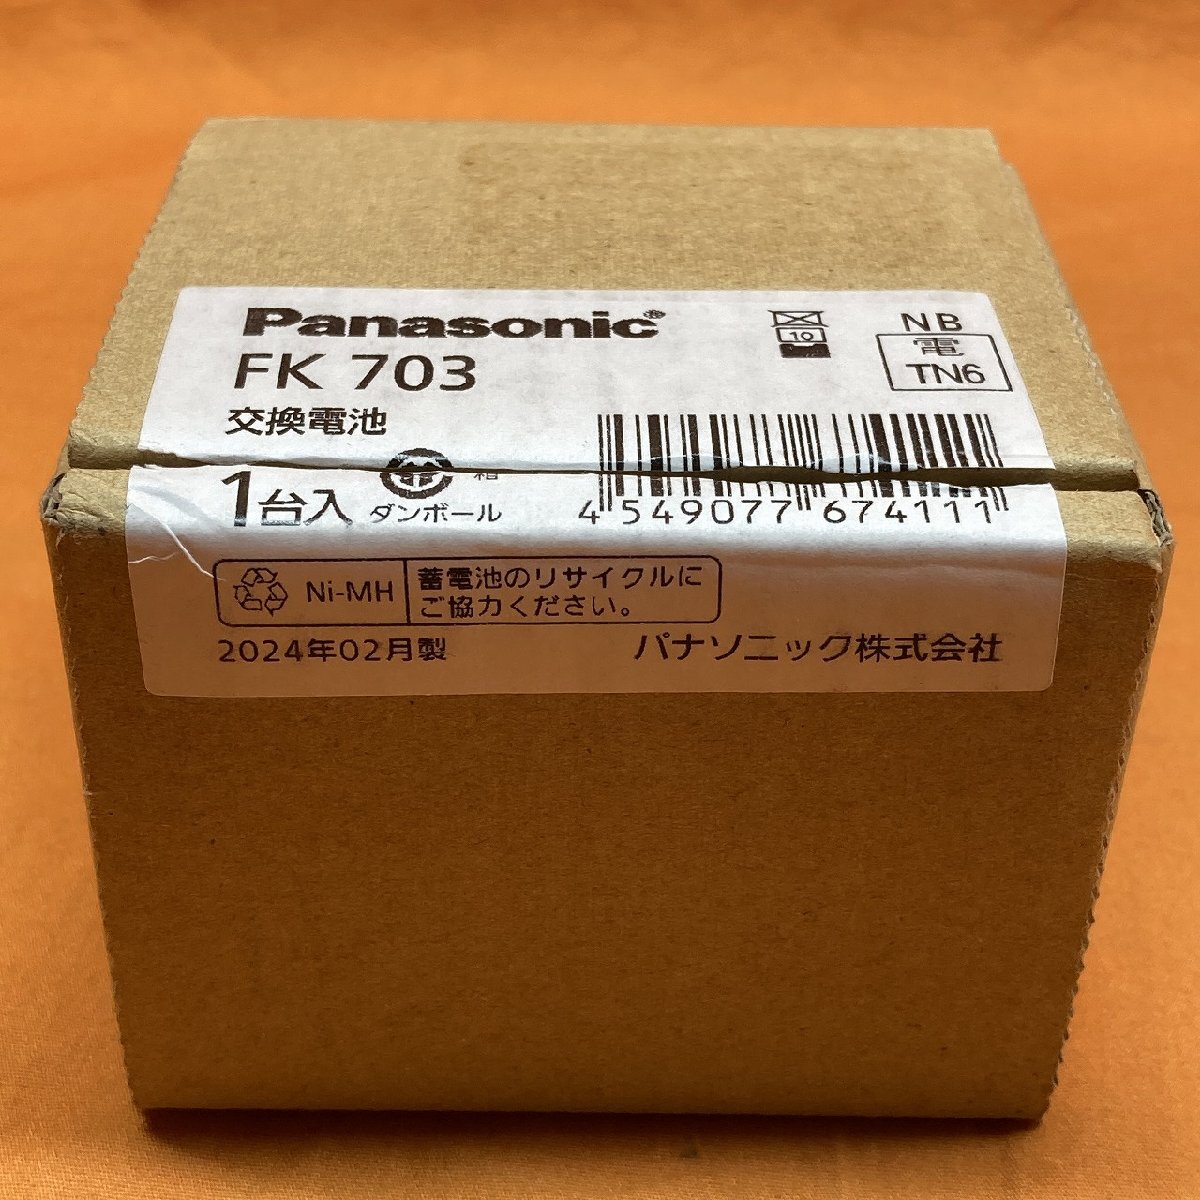 Panasonic®
FK 703
交換電池
10
NB
電
TN6
1台入
箱
ダンボール
4 549077 674111
Ni-MH
蓄電池のリサイクルに
ご協力ください。
2024年02月製
パナソニック株式会社